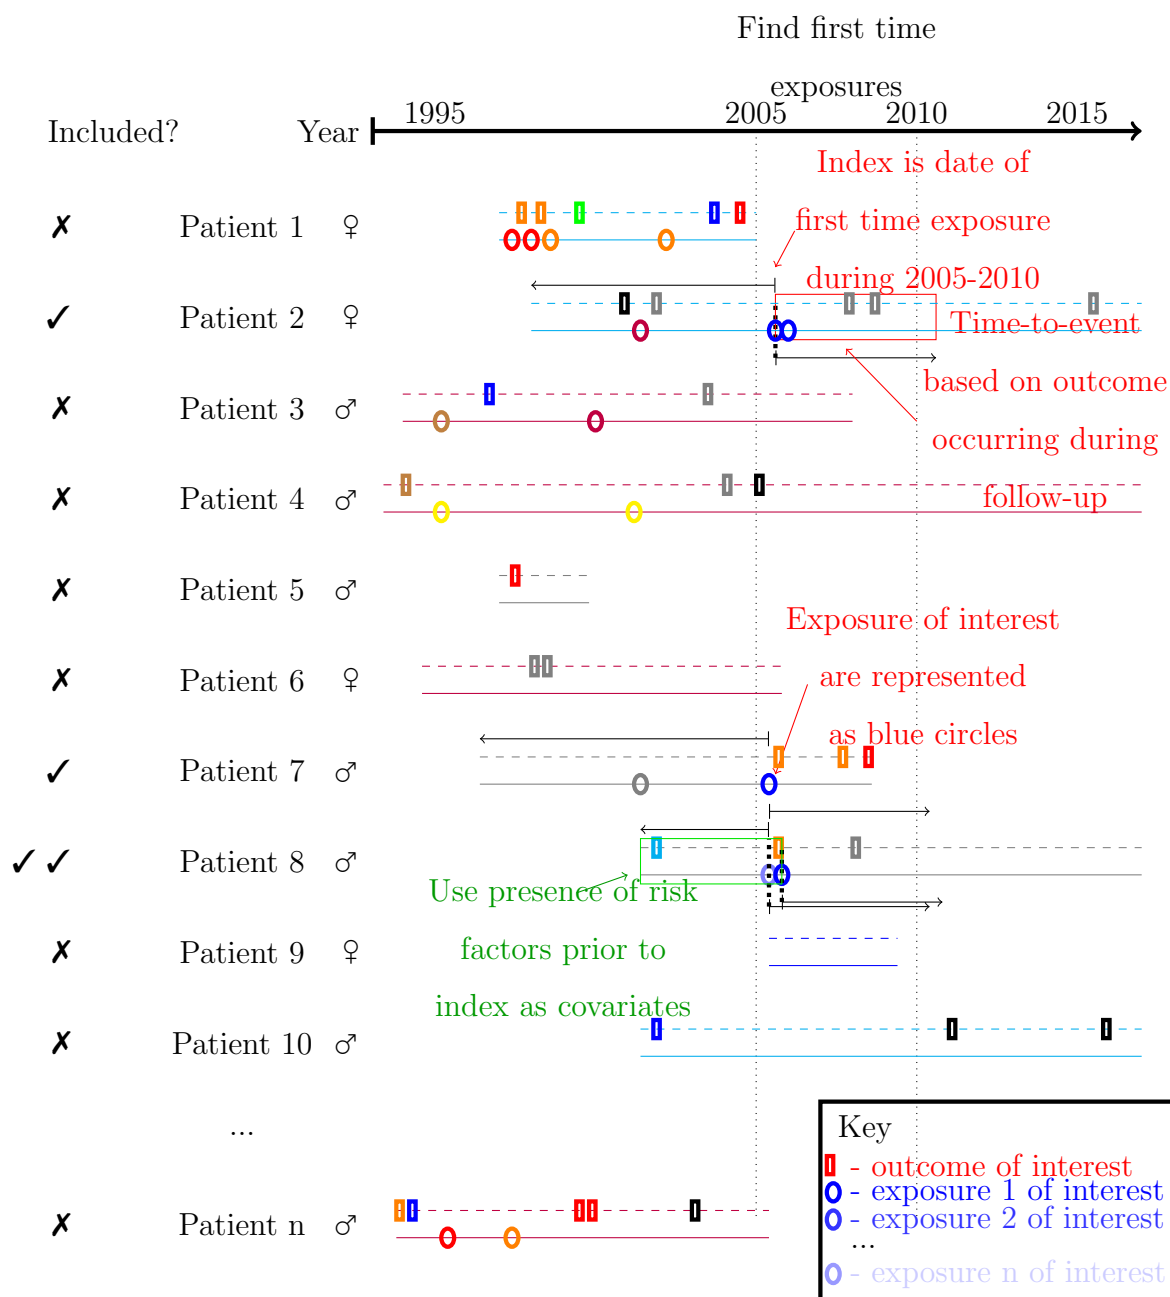 Find first time
exposures
1995 2005 2010 2015
Included? Year
Index is date of
first time exposure
during 2005-2010
✗ Patient 1 ♀
✓ Patient 2 ♀
Time-to-event
based on outcome
occurring during
follow-up
✗ Patient 3 ♂
✗ Patient 4 ♂
✗ Patient 5 ♂
Exposure of interest
are represented
as blue circles
✗ Patient 6 ♀
✓ Patient 7 ♂
✓✓ Patient 8 ♂
Use presence of risk
factors prior to
index as covariates
✗ Patient 9 ♀
✗ Patient 10 ♂
...
✗ Patient n ♂
Key
- outcome of interest
- exposure 1 of interest
- exposure 2 of interest
...
- exposure n of interest